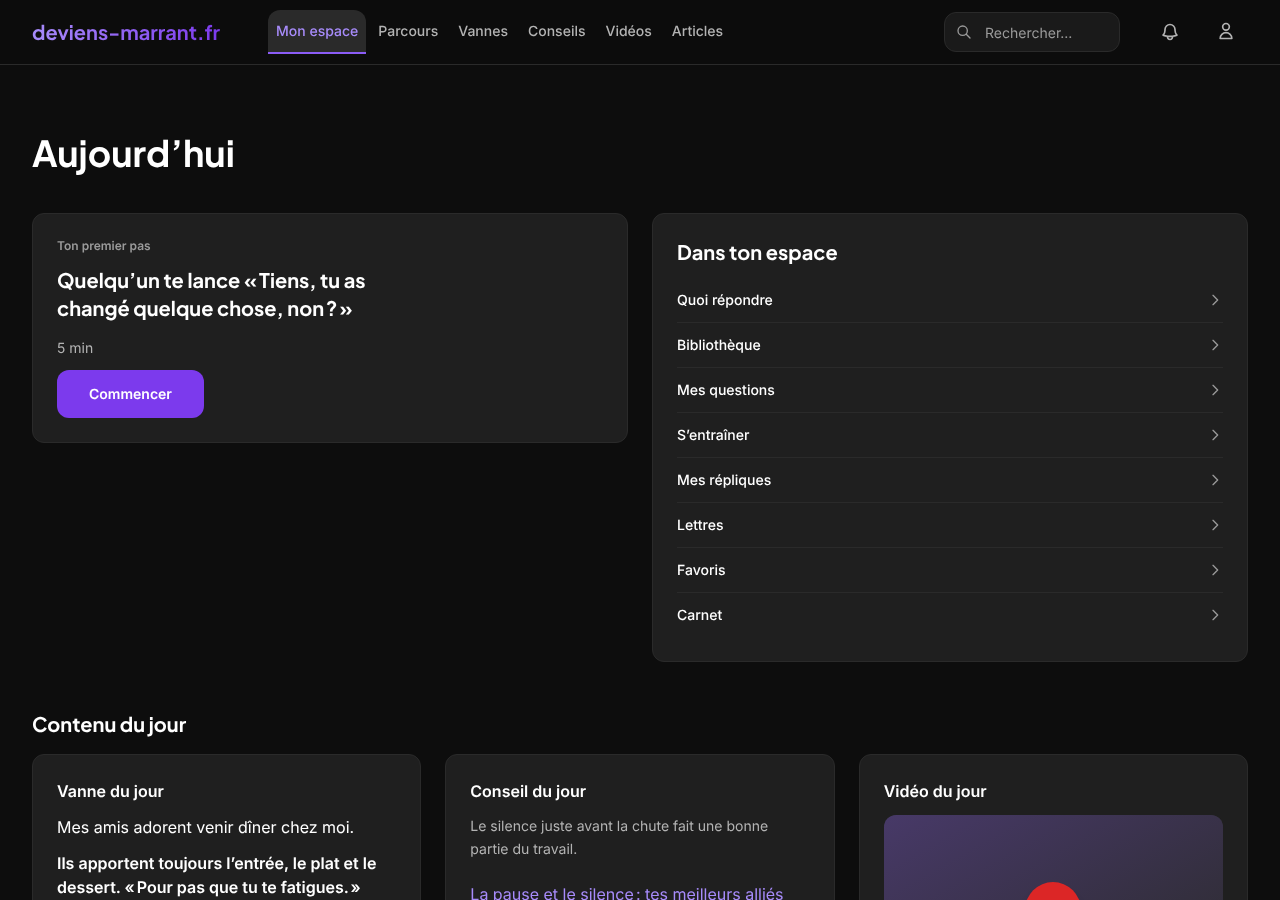 deviens-marrant.fr
Mon espace
Parcours
Vannes
Conseils
Vidéos
Articles
Rechercher...
Aujourd’hui
Ton premier pas
Quelqu’un te lance « Tiens, tu as
changé quelque chose, non ? »
5 min
Commencer
Dans ton espace
Quoi répondre
Bibliothèque
Mes questions
S’entraîner
Mes répliques
Lettres
Favoris
Carnet
Contenu du jour
Vanne du jour
Mes amis adorent venir dîner chez moi.
Ils apportent toujours l’entrée, le plat et le
dessert. « Pour pas que tu te fatigues. »
Conseil du jour
Le silence juste avant la chute fait une bonne
partie du travail.
La pause et le silence : tes meilleurs alliés
Vidéo du jour